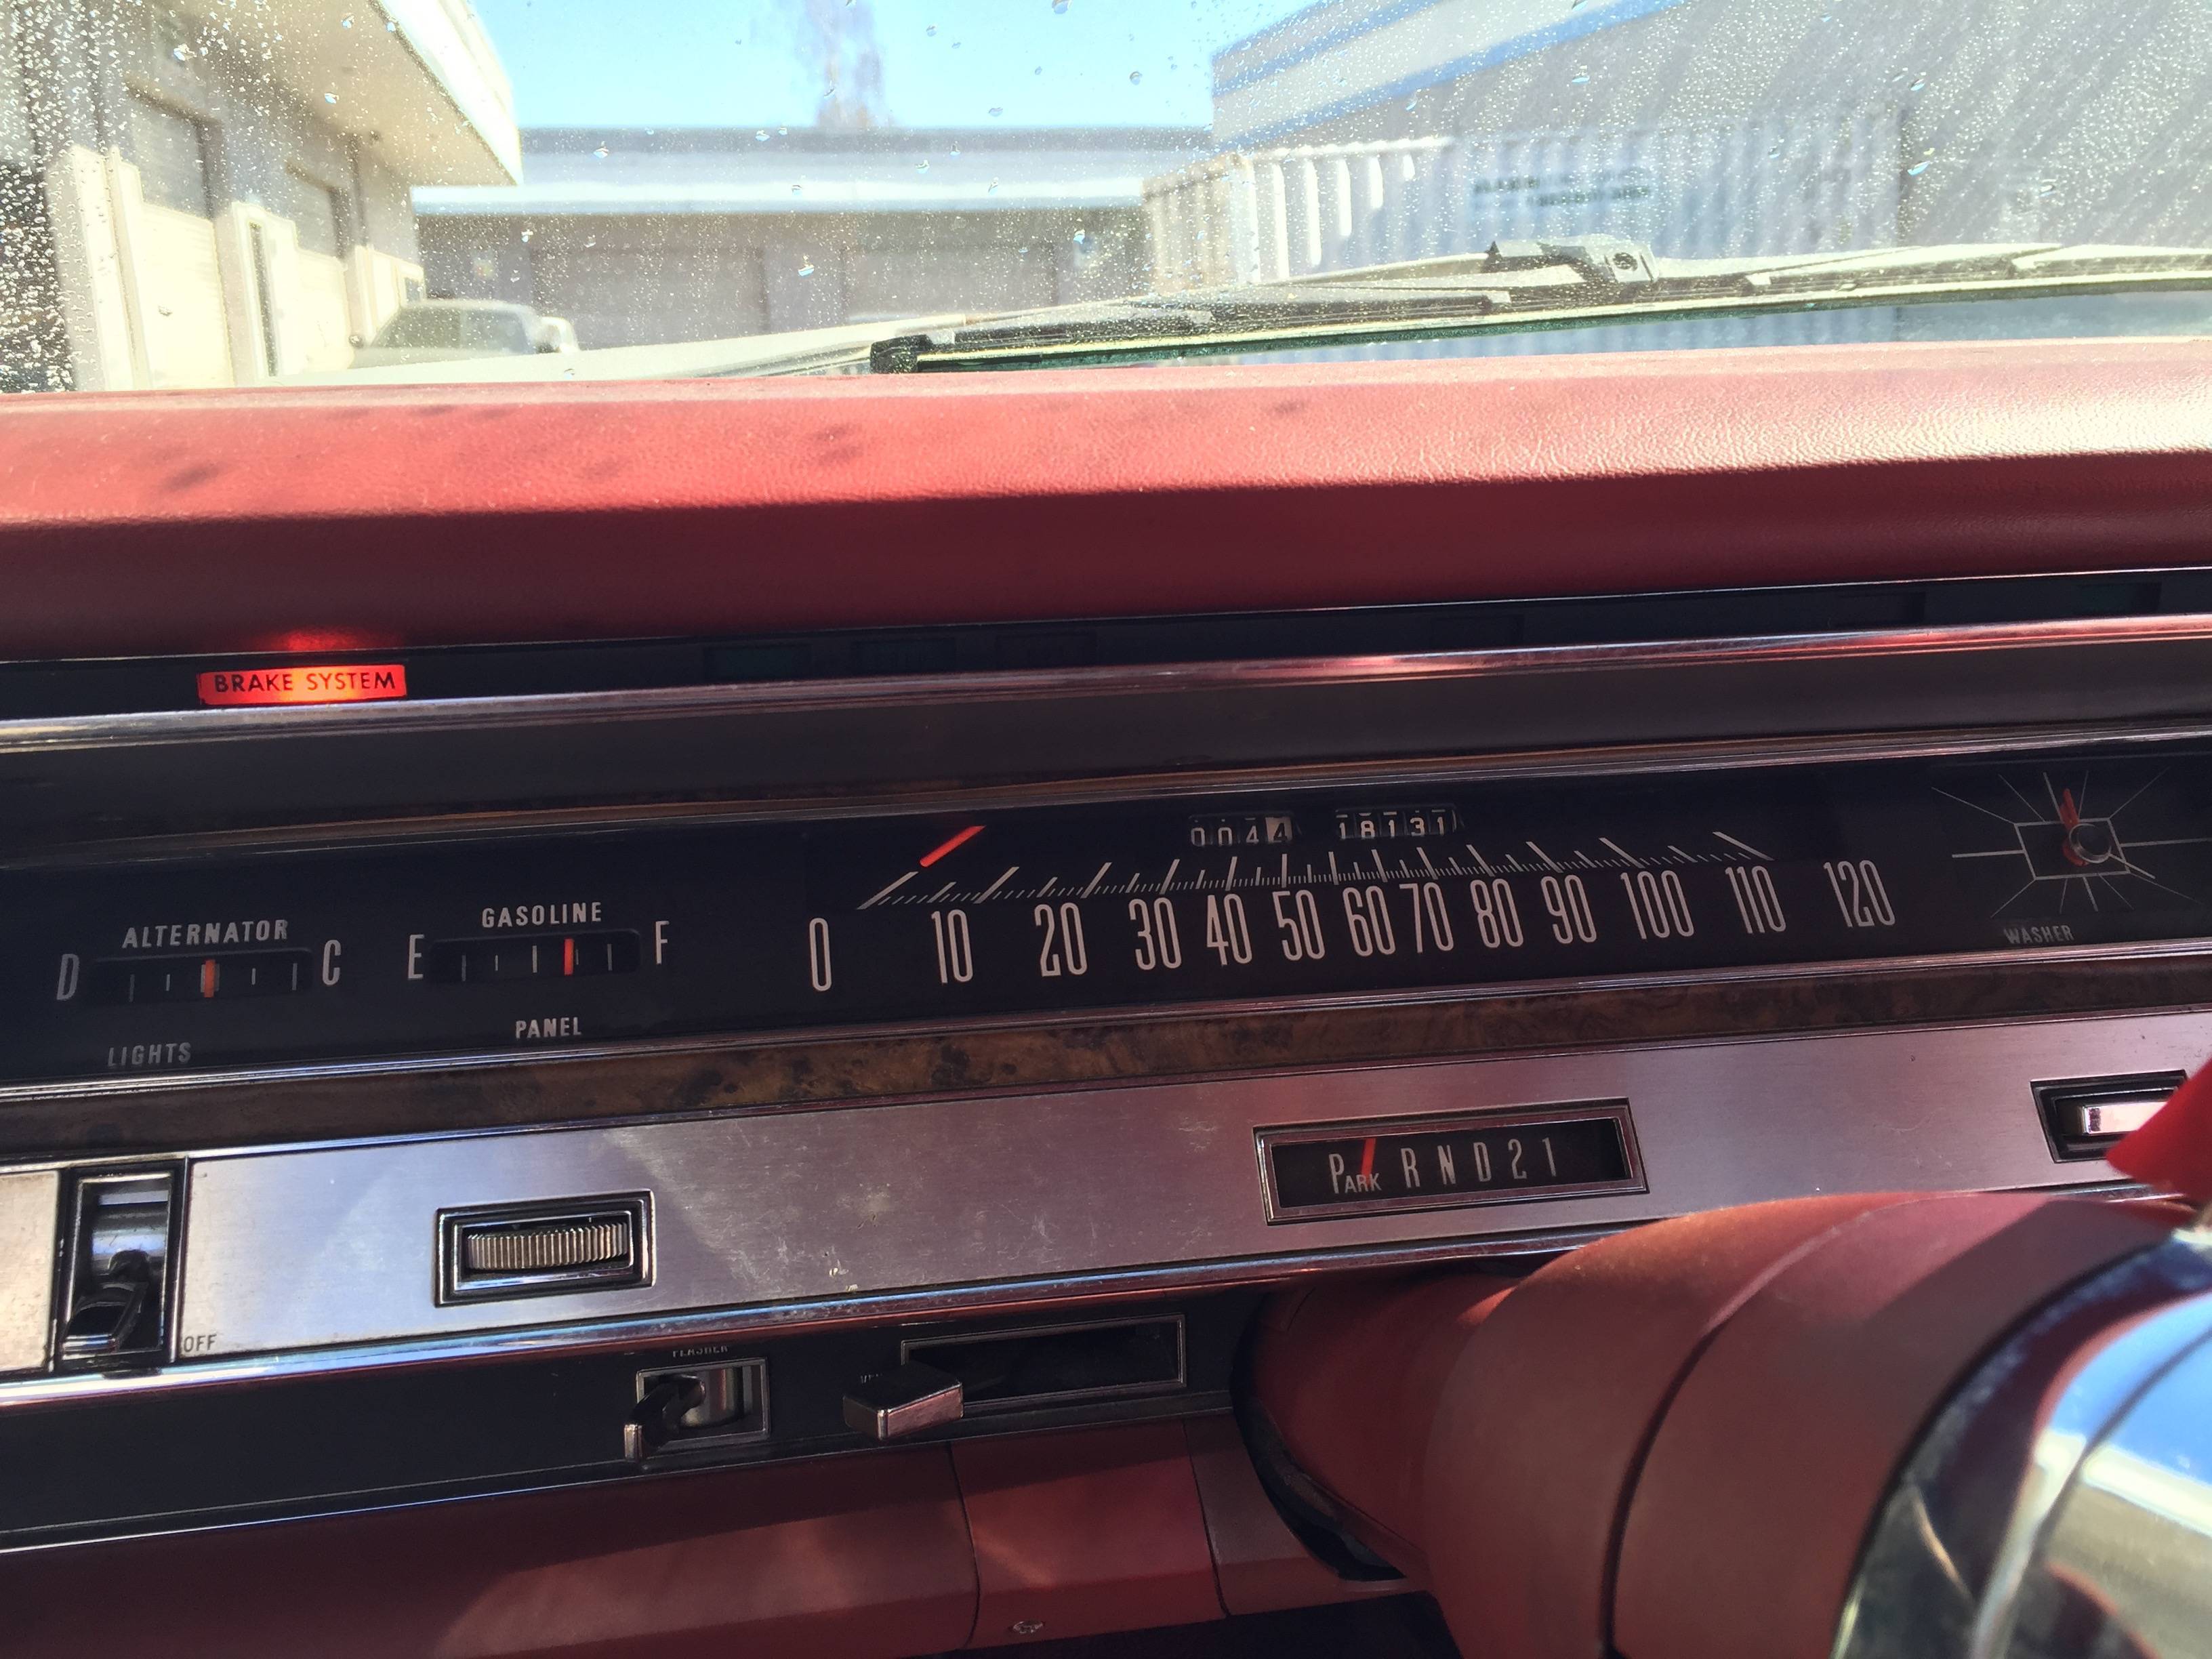 BRAKE SYSTEM
0044 18131
ALTERNATOR
D C
GASOLINE
E F
0 10 20 30 40 50 60 70 80 90 100 110 120
WASHER
LIGHTS
PANEL
PARK R N D 2 1
OFF
FLASHER